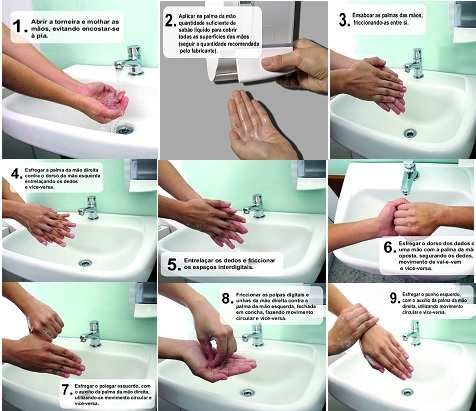 1. Abrir a torneira e molhar as
mãos, evitando encostar-se
à pia.
2. Aplicar na palma da mão
quantidade suficiente de
sabão líquido para cobrir
todas as superfícies das mãos
(seguir a quantidade recomendada
pelo fabricante).
3. Ensaboar as palmas das mãos,
friccionando-as entre si.
4. Esfregar a palma da mão direita
contra o dorso da mão esquerda
entrelaçando os dedos
e vice-versa.
5. Entrelaçar os dedos e friccionar
os espaços interdigitais.
6. Esfregar o dorso dos dedos de
uma mão com a palma da mão
oposta, segurando os dedos,
movimento de vai-e-vem
e vice-versa.
7. Esfregar o polegar esquerdo, com
o auxílio da palma da mão direita,
utilizando-se movimento circular e
vice-versa.
8. Friccionar as polpas digitais e
unhas da mão direita contra a
palma da mão esquerda, fechada
em concha, fazendo movimento
circular e vice-versa.
9. Esfregar o punho esquerdo,
com o auxílio da palma da mão
direita, utilizando movimento
circular e vice-versa.